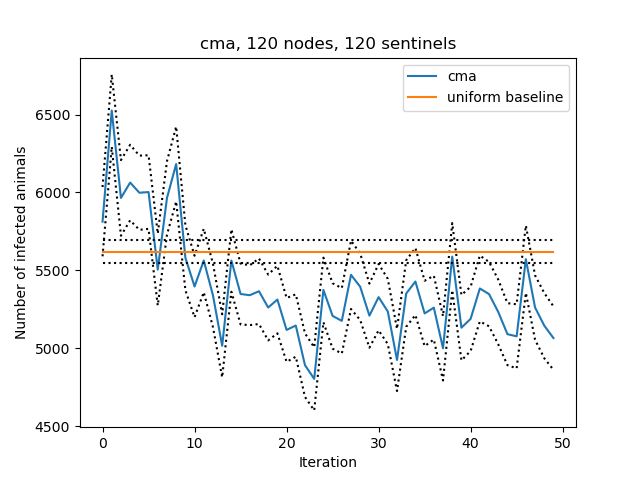 cma, 120 nodes, 120 sentinels
cma
uniform baseline
Number of infected animals
6500
6000
5500
5000
4500
0 10 20 30 40 50
Iteration